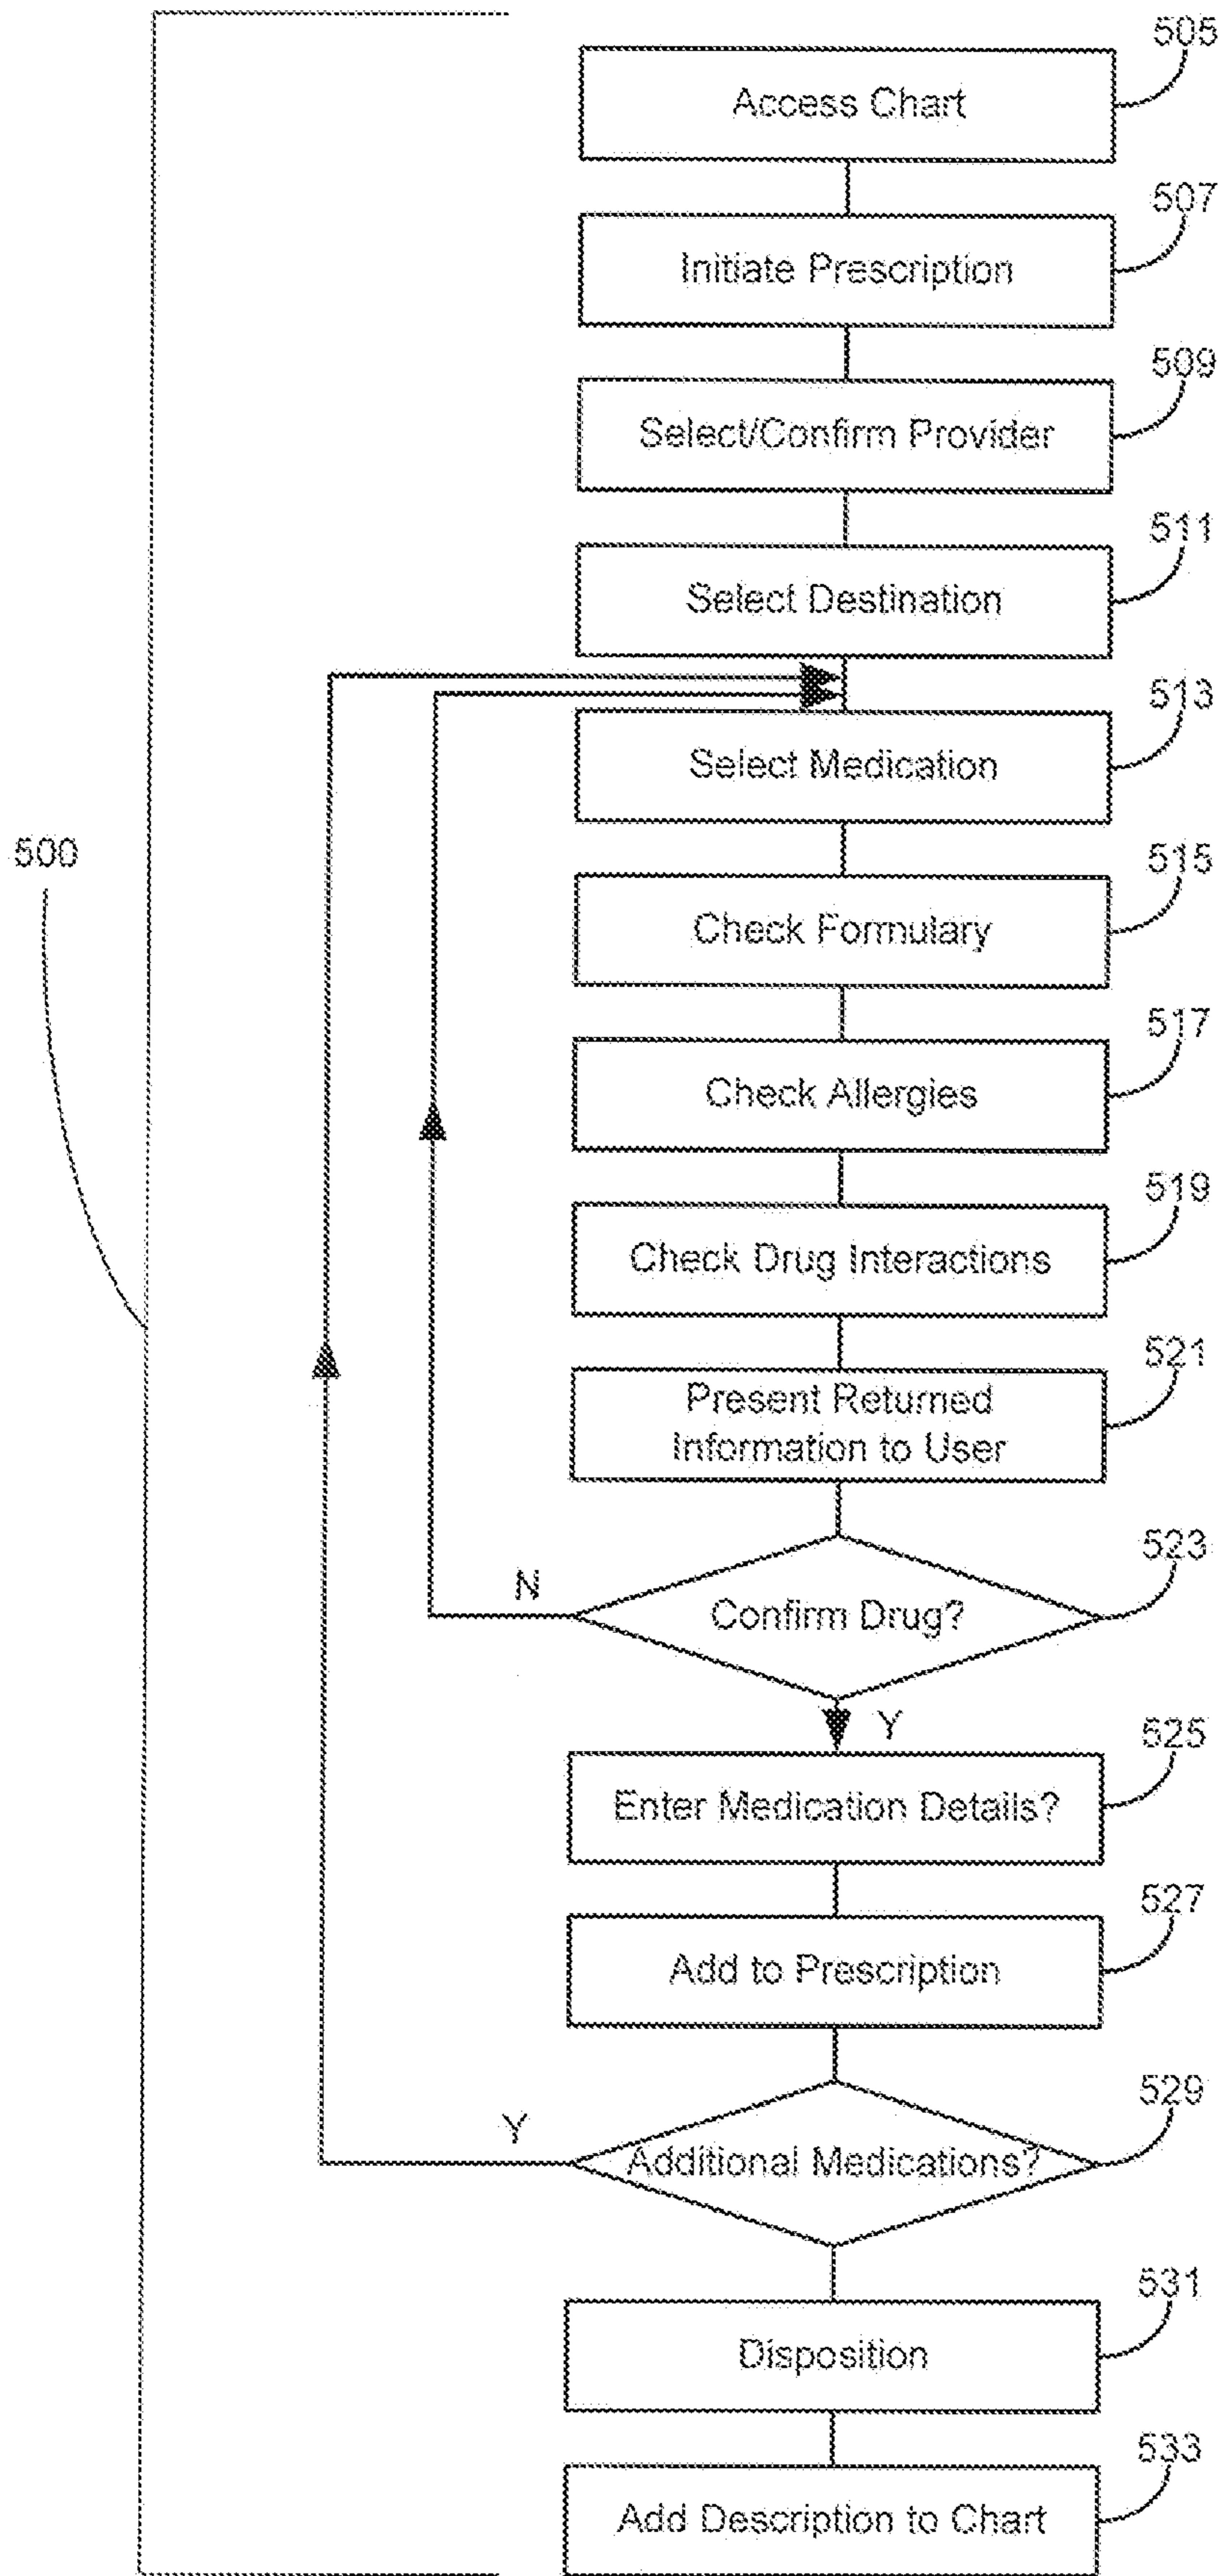 505
Access Chart
507
Initiate Prescription
509
Select/Confirm Provider
511
Select Destination
513
Select Medication
500
515
Check Formulary
517
Check Allergies
519
Check Drug Interactions
521
Present Returned
Information to User
523
N
Confirm Drug?
Y
525
Enter Medication Details?
527
Add to Prescription
529
Y
Additional Medications?
531
Disposition
533
Add Description to Chart